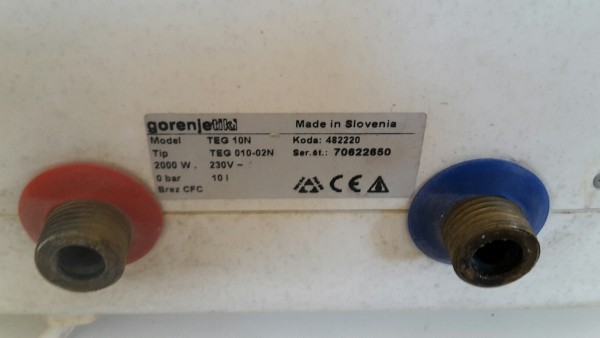 gorenje tiki Made in Slovenia
Model TEG 10N Koda: 482220
Tip TEG 010-02N Ser.št.: 70622650
2000 W 230V ~
0 bar 10 l
Brez CFC
CE